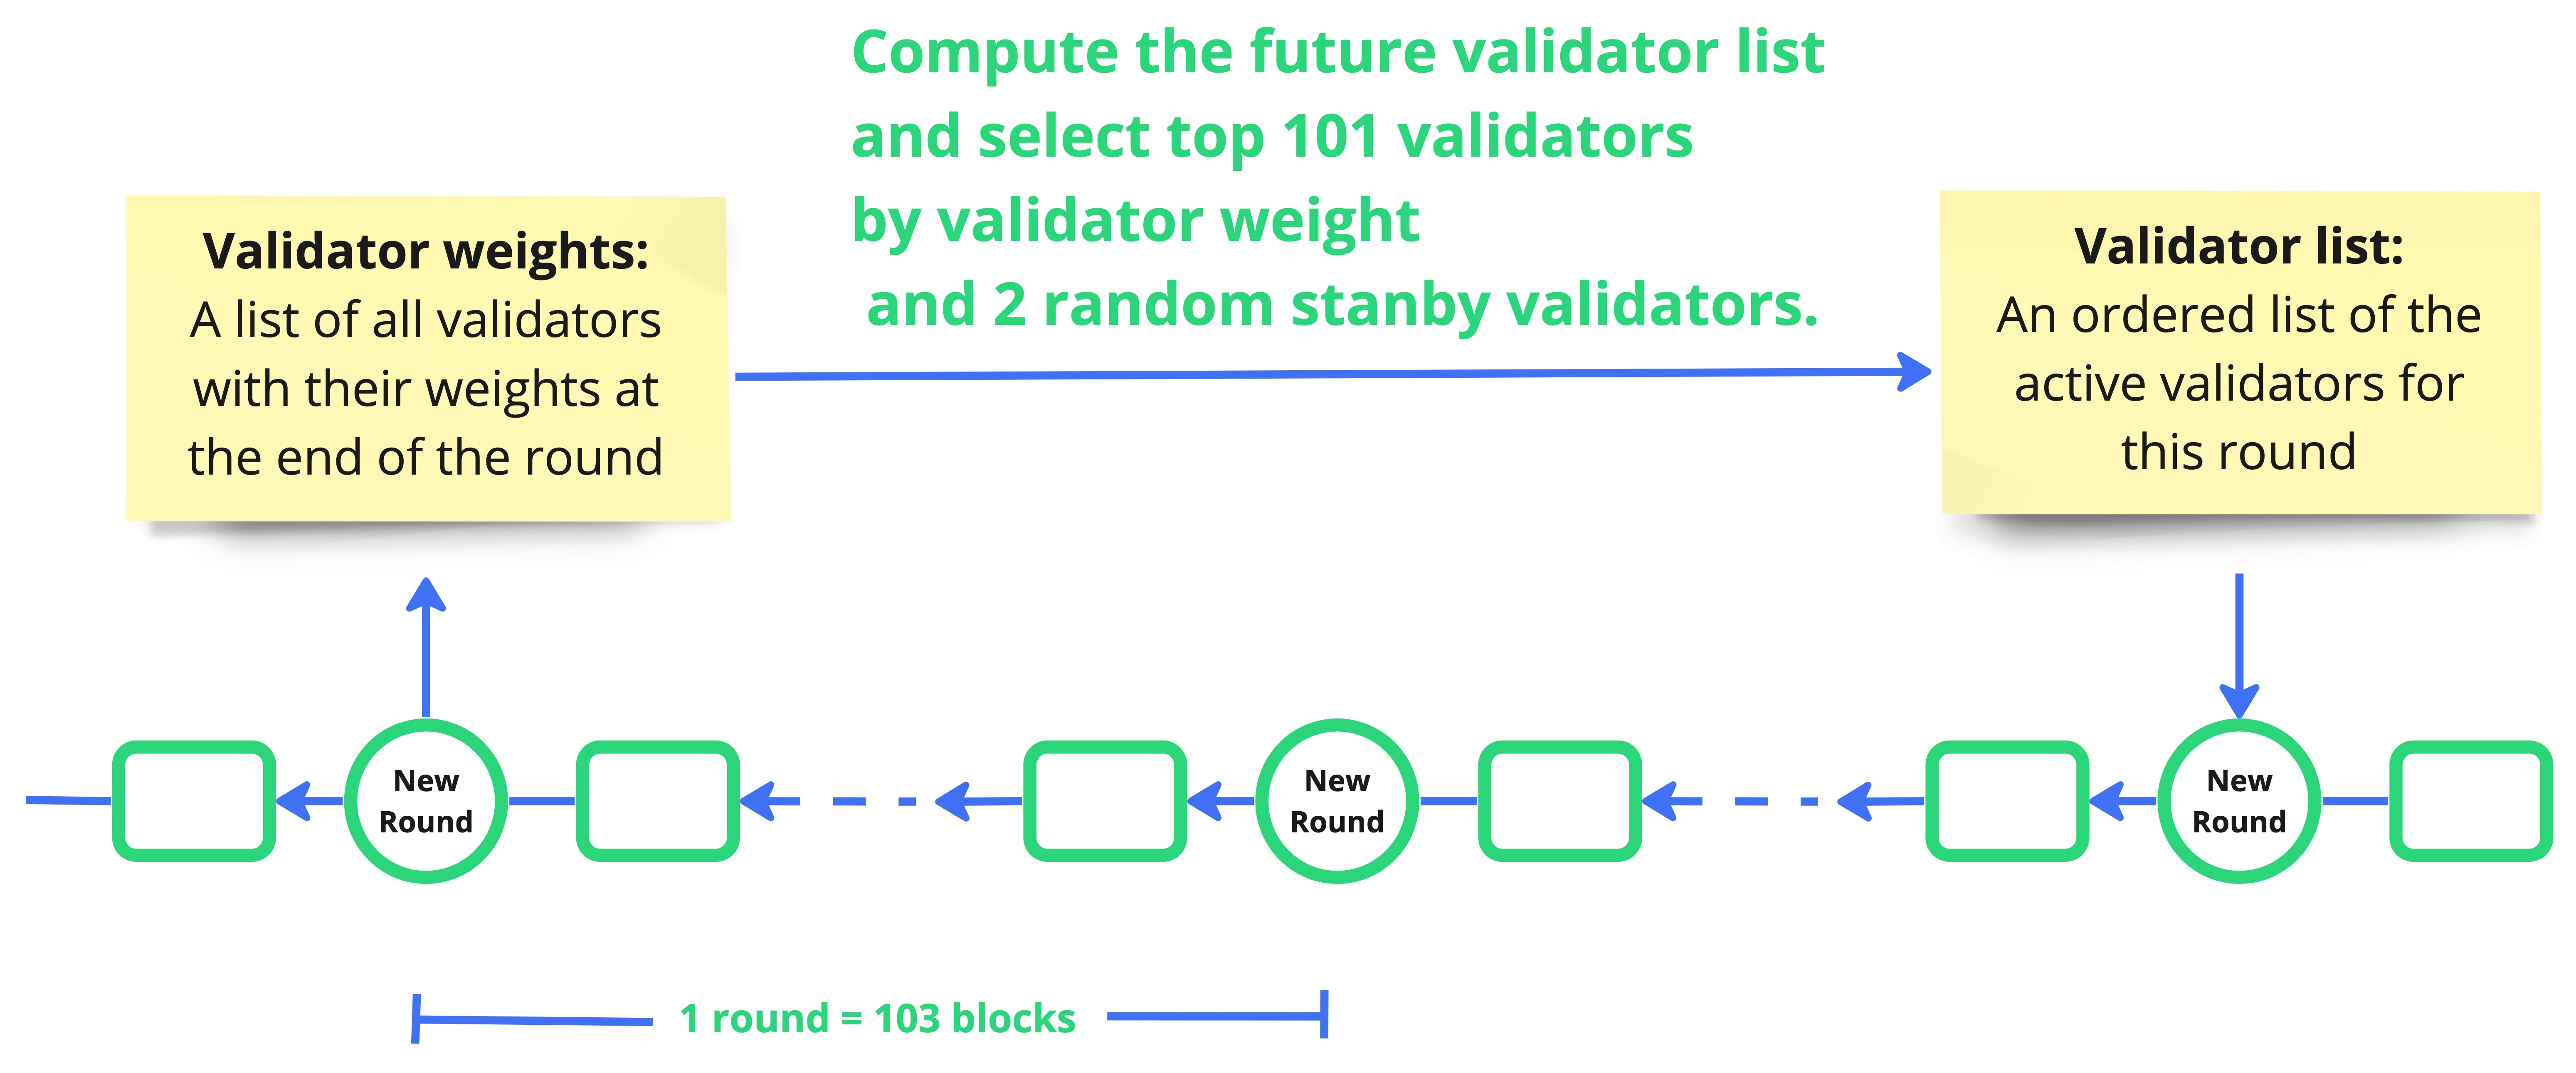 Compute the future validator list
and select top 101 validators
by validator weight
and 2 random stanby validators.
Validator weights:
A list of all validators
with their weights at
the end of the round
Validator list:
An ordered list of the
active validators for
this round
New
Round
New
Round
New
Round
1 round = 103 blocks